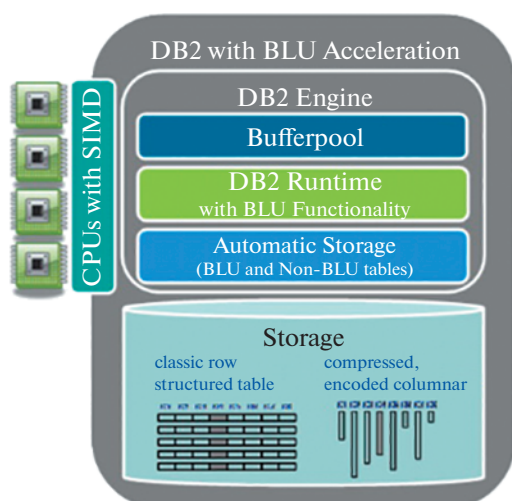 DB2 with BLU Acceleration
CPUs with SIMD
DB2 Engine
Bufferpool
DB2 Runtime
with BLU Functionality
Automatic Storage
(BLU and Non-BLU tables)
Storage
classic row
structured table
compressed,
encoded columnar